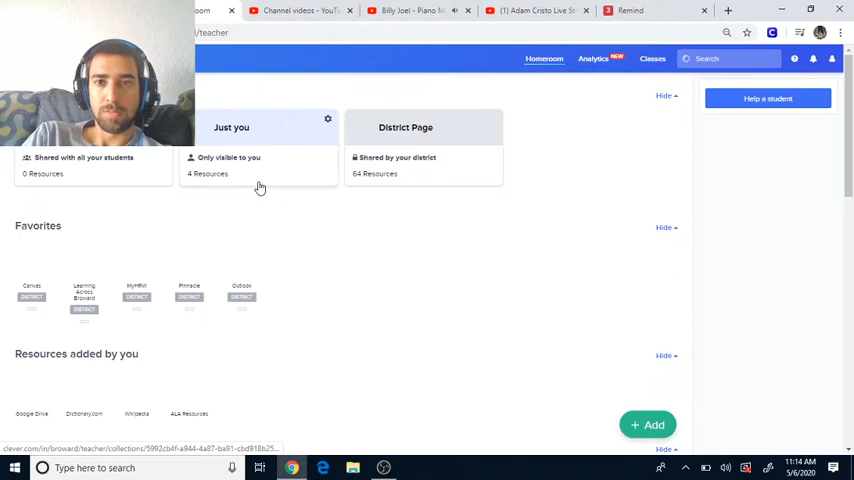 oom
Channel videos - YouTu
Billy Joel - Piano M
(1) Adam Cristo Live St
3 Remind
l/teacher
Homeroom
Analytics NEW
Classes
Search
Hide
Help a student
Just you
District Page
Shared with all your students
Only visible to you
Shared by your district
0 Resources
4 Resources
64 Resources
Favorites
Hide
Canvas
DISTRICT
Learning
Across
Broward
DISTRICT
MyHRW
DISTRICT
Pinnacle
DISTRICT
Outlook
DISTRICT
Resources added by you
Hide
Google Drive
Dictionary.com
Wikipedia
ALA Resources
+ Add
clever.com/in/broward/teacher/collections/5992cb4f-a944-4a87-ba91-cbd918b25...
Hide
Type here to search
11:14 AM
5/6/2020